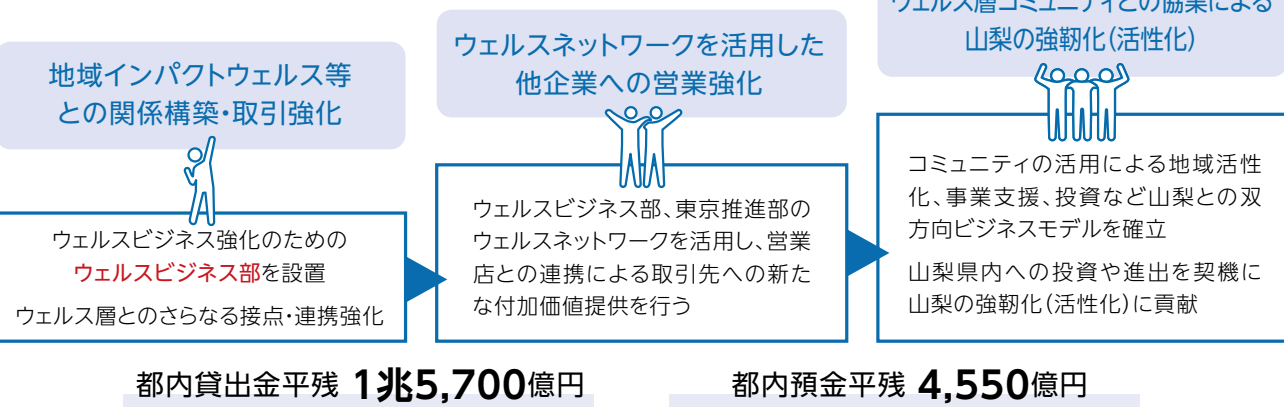 地域インパクトウェルス等
との関係構築・取引強化
ウェルスビジネス強化のための
ウェルスビジネス部を設置
ウェルス層とのさらなる接点・連携強化
ウェルスネットワークを活用した
他企業への営業強化
ウェルスビジネス部、東京推進部の
ウェルスネットワークを活用し、営業
店との連携による取引先への新た
な付加価値提供を行う
ウェルス層コミュニティとの協業による
山梨の強靭化(活性化)
コミュニティの活用による地域活性
化、事業支援、投資など山梨との双
方向ビジネスモデルを確立
山梨県内への投資や進出を契機に
山梨の強靭化(活性化)に貢献
都内貸出金平残 1兆5,700億円
都内預金平残 4,550億円